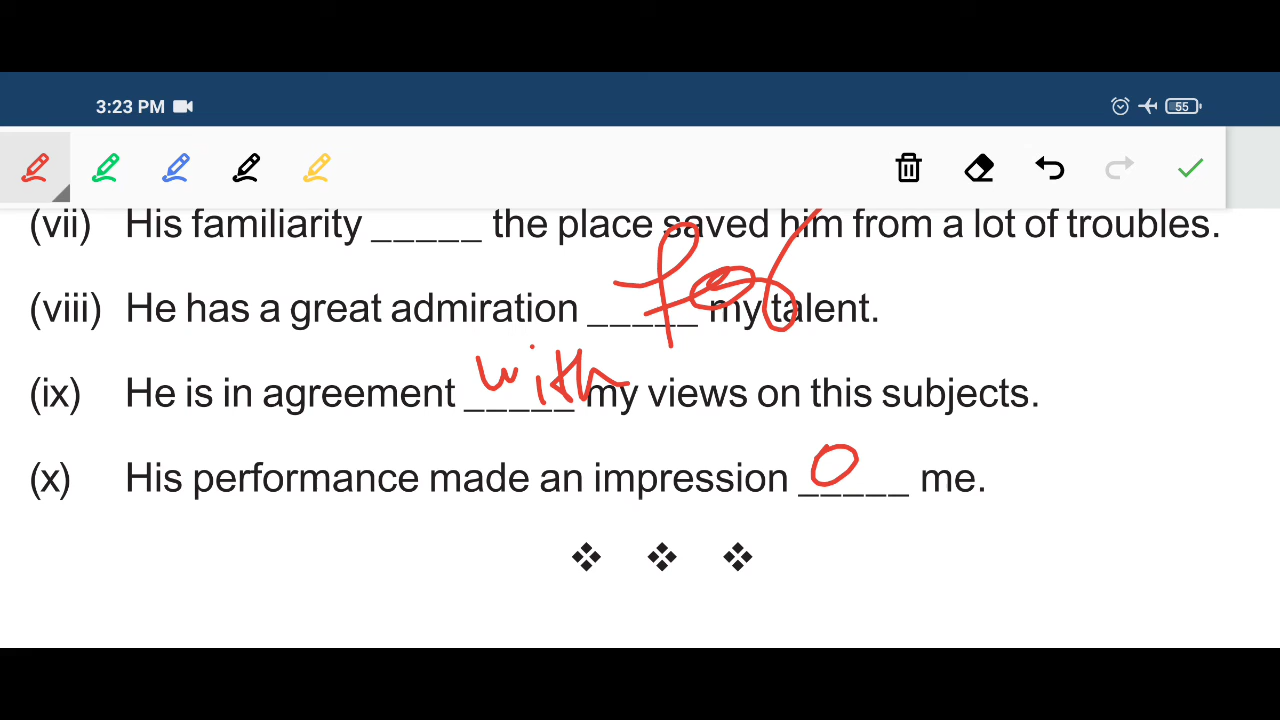 3:23 PM
55
(vii) His familiarity _____ the place saved him from a lot of troubles.
(viii) He has a great admiration _____ for my talent.
(ix) He is in agreement _____ with my views on this subjects.
(x) His performance made an impression _____ o me.